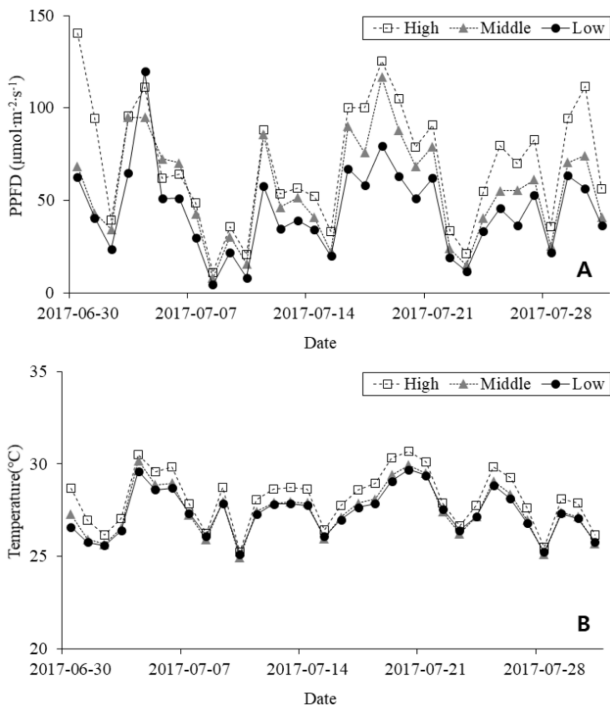 150
High Middle Low
100
PPFD (μmol·m⁻²·s⁻¹)
50
A
0
2017-06-30 2017-07-07 2017-07-14 2017-07-21 2017-07-28
Date
35
High Middle Low
30
Temperature(℃)
25
B
20
2017-06-30 2017-07-07 2017-07-14 2017-07-21 2017-07-28
Date